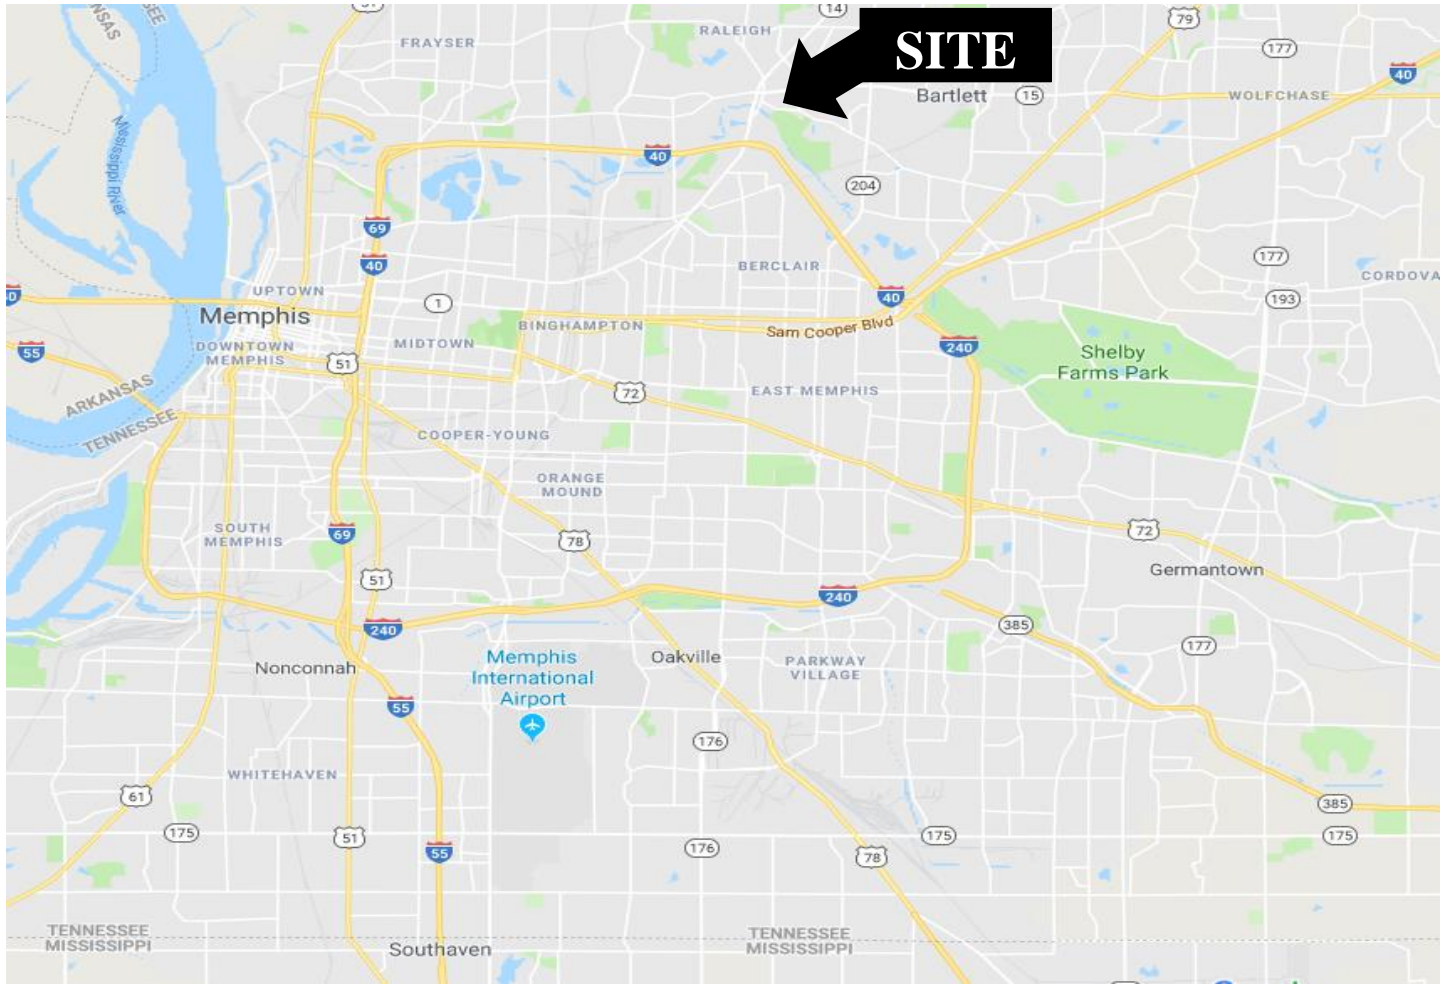 51
14
79
NSAS
SEE
FRAYSER
RALEIGH
SITE
177
40
Bartlett
15
WOLFCHASE
Mississippi River
40
204
69
40
BERCLAIR
177
CORDOVA
UPTOWN
1
40
193
Memphis
BINGHAMPTON
Sam Cooper Blvd
DOWNTOWN
MEMPHIS
MIDTOWN
55
51
240
Shelby
Farms Park
ARKANSAS
TENNESSEE
72
EAST MEMPHIS
COOPER-YOUNG
ORANGE
MOUND
SOUTH
MEMPHIS
69
78
72
51
Germantown
240
240
385
177
Nonconnah
Memphis
International
Airport
Oakville
PARKWAY
VILLAGE
55
176
WHITEHAVEN
61
175
51
55
176
78
175
385
175
TENNESSEE
MISSISSIPPI
Southaven
TENNESSEE
MISSISSIPPI